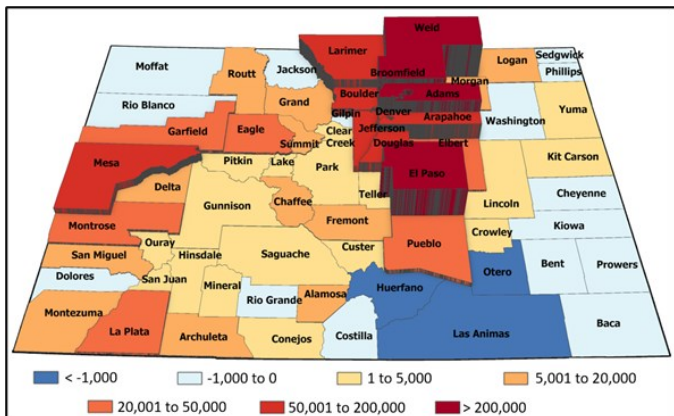 Weld
Larimer
Moffat
Routt
Jackson
Logan
Sedgwick
Phillips
Broomfield
Morgan
Boulder
Adams
Rio Blanco
Grand
Gilpin
Denver
Washington
Yuma
Garfield
Eagle
Clear
Creek
Jefferson
Arapahoe
Summit
Douglas
Elbert
Kit Carson
Mesa
Pitkin
Lake
Park
El Paso
Delta
Teller
Lincoln
Cheyenne
Gunnison
Chaffee
Fremont
Montrose
Crowley
Kiowa
Ouray
Pueblo
San Miguel
Hinsdale
Saguache
Custer
Otero
Bent
Prowers
Dolores
San Juan
Mineral
Rio Grande
Alamosa
Huerfano
Montezuma
La Plata
Archuleta
Conejos
Costilla
Las Animas
Baca
< -1,000
-1,000 to 0
1 to 5,000
5,001 to 20,000
20,001 to 50,000
50,001 to 200,000
> 200,000